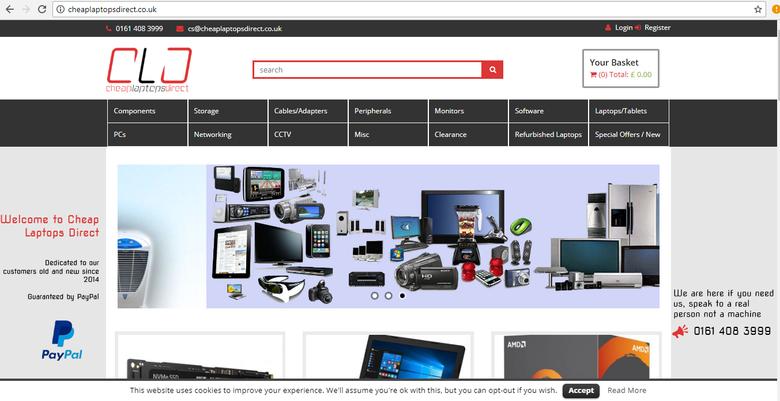 cheaplaptopsdirect.co.uk
0161 408 3999
cs@cheaplaptopsdirect.co.uk
Login
Register
CLD
cheaplaptopsdirect
search
Your Basket
(0) Total: £ 0.00
Components
Storage
Cables/Adapters
Peripherals
Monitors
Software
Laptops/Tablets
PCs
Networking
CCTV
Misc
Clearance
Refurbished Laptops
Special Offers / New
Welcome to Cheap
Laptops Direct
Dedicated to our
customers old and new since
2014
Guaranteed by PayPal
PayPal
HD
We are here if you need
us, speak to a real
person not a machine
0161 408 3999
NVMe SSD
AMD
AMD
This website uses cookies to improve your experience. We'll assume you're ok with this, but you can opt-out if you wish.
Accept
Read More